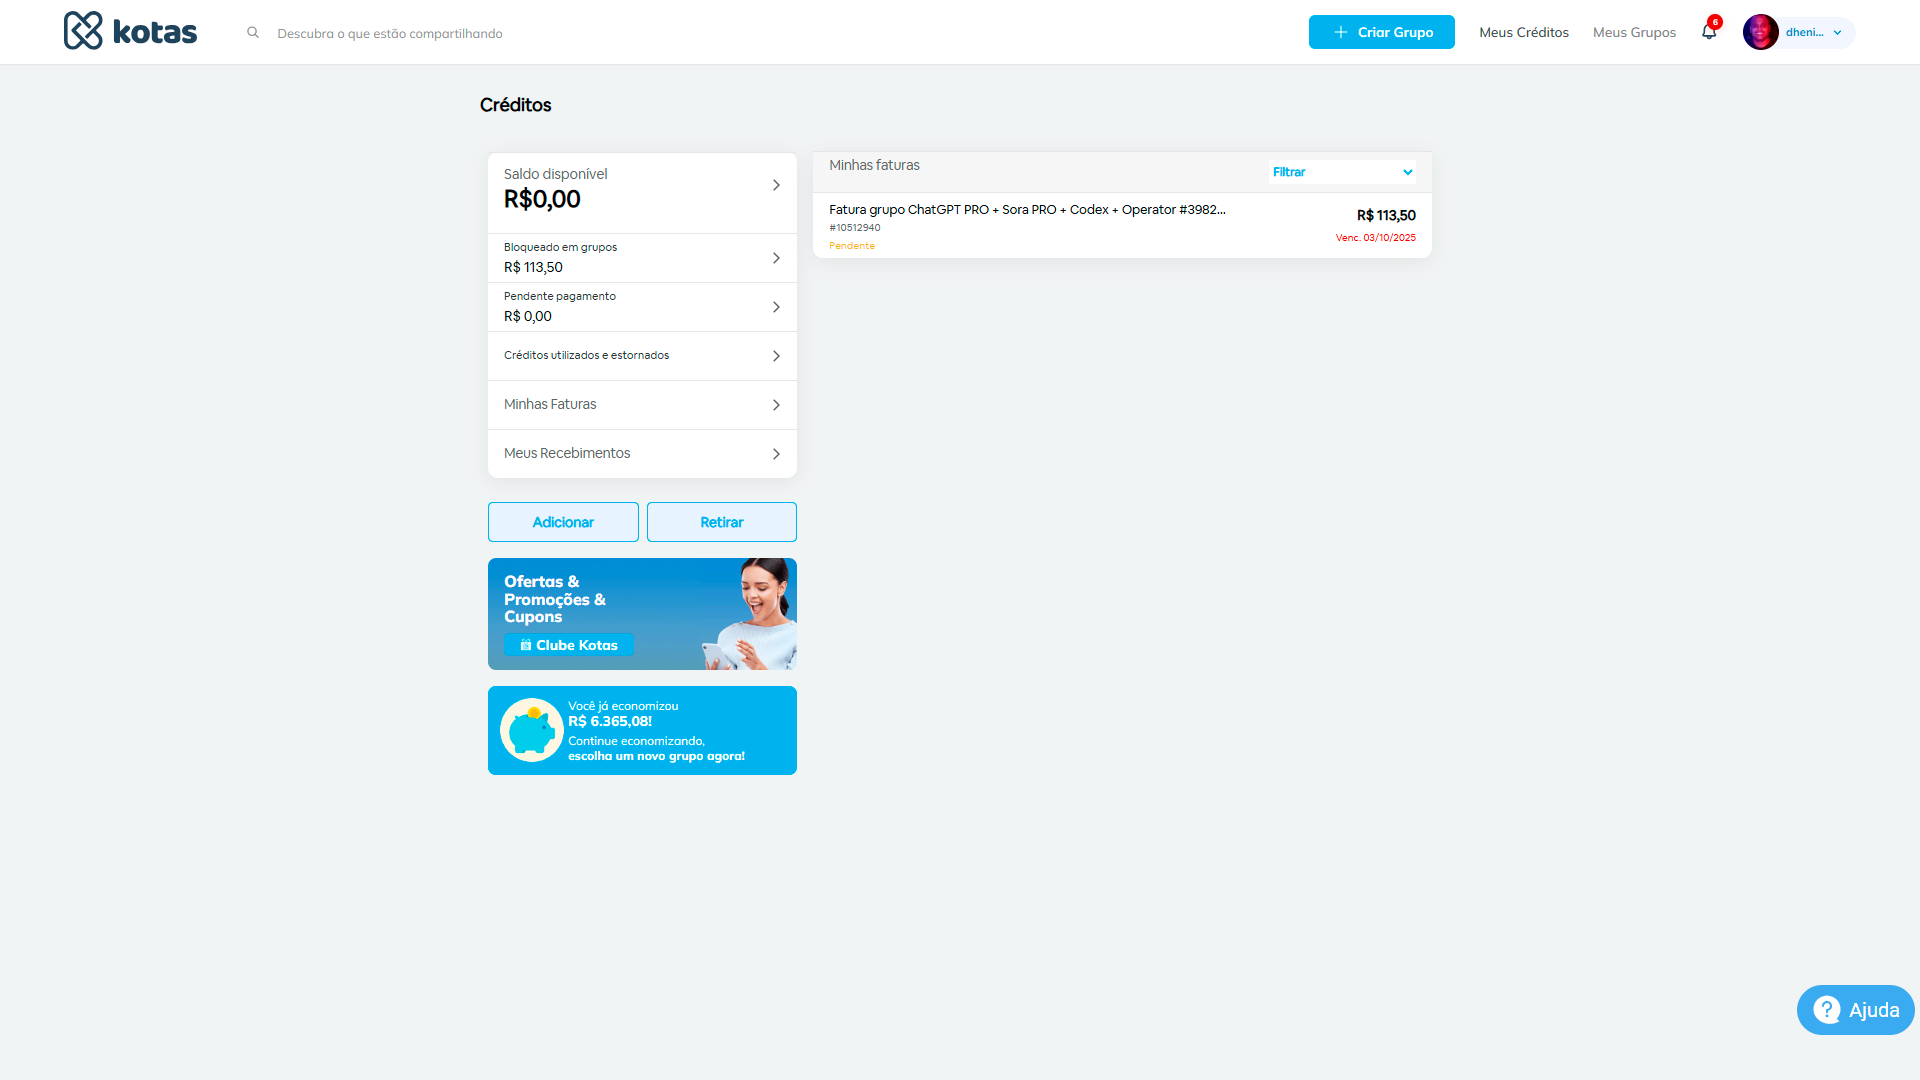 kotas
Descubra o que estão compartilhando
Criar Grupo
Meus Créditos
Meus Grupos
6
dheni...
Créditos
Saldo disponível
R$0,00
Bloqueado em grupos
R$ 113,50
Pendente pagamento
R$ 0,00
Créditos utilizados e estornados
Minhas Faturas
Meus Recebimentos
Adicionar
Retirar
Ofertas &
Promoções &
Cupons
Clube Kotas
Você já economizou
R$ 6.365,08!
Continue economizando,
escolha um novo grupo agora!
Minhas faturas
Filtrar
Fatura grupo ChatGPT PRO + Sora PRO + Codex + Operator #3982...
R$ 113,50
#10512940
Venc. 03/10/2025
Pendente
Ajuda